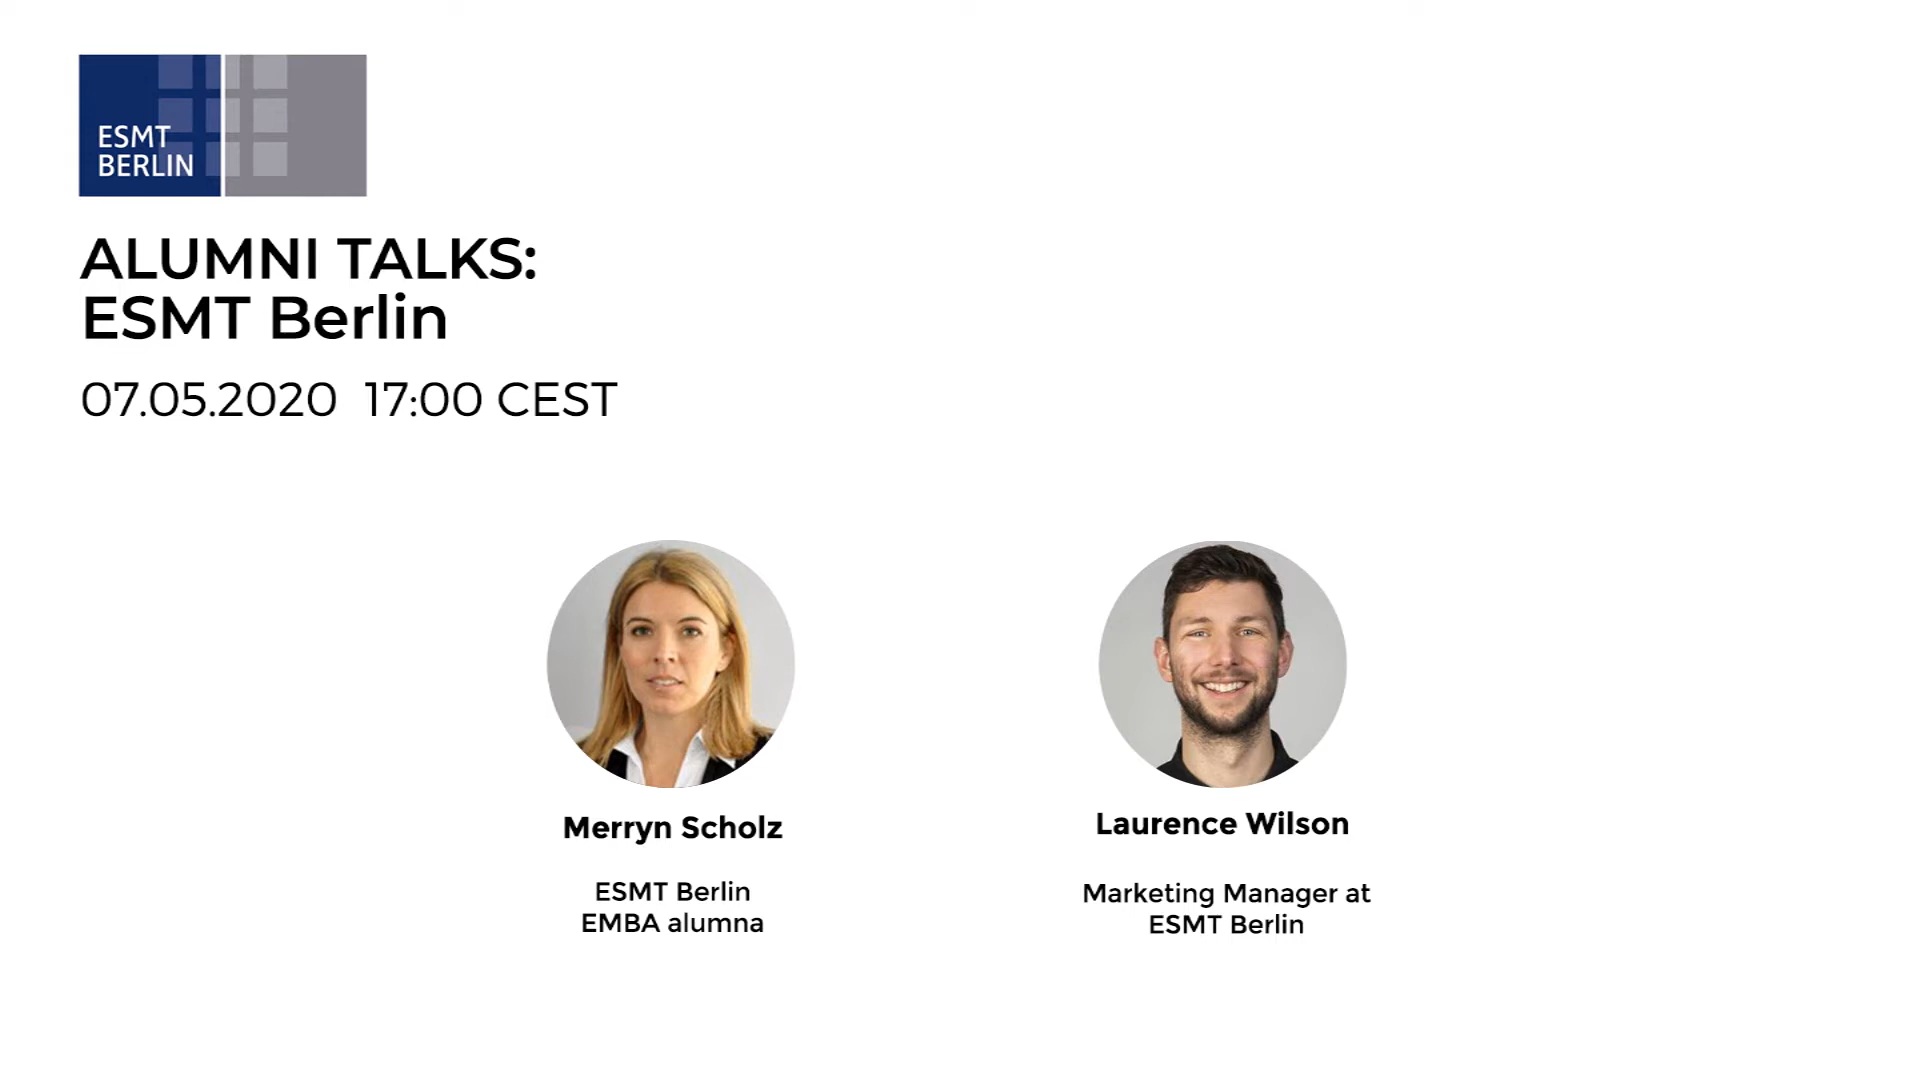 ESMT
BERLIN
ALUMNI TALKS:
ESMT Berlin
07.05.2020 17:00 CEST
Merryn Scholz
ESMT Berlin
EMBA alumna
Laurence Wilson
Marketing Manager at
ESMT Berlin